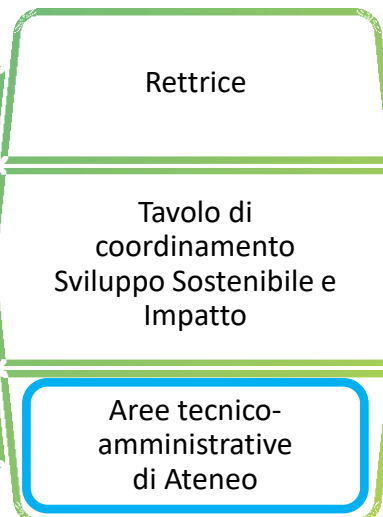 Rettrice
Tavolo di
coordinamento
Sviluppo Sostenibile e
Impatto
Aree tecnico-
amministrative
di Ateneo